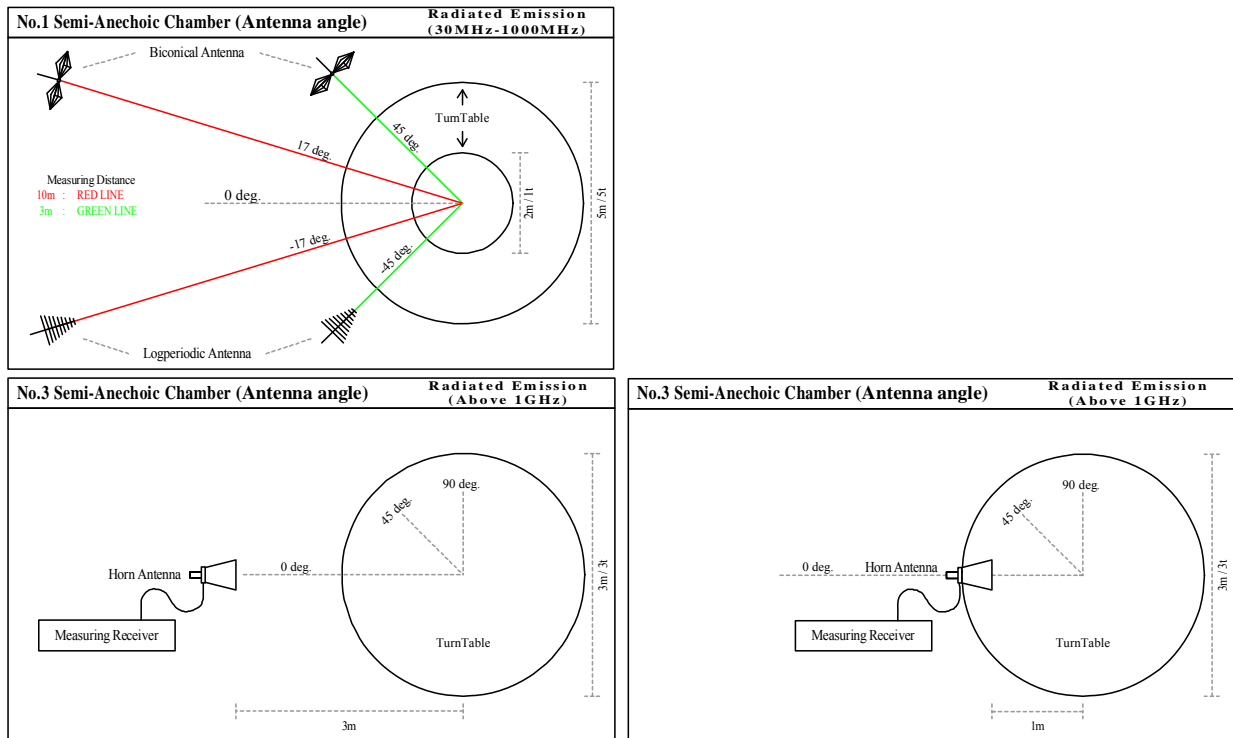 No.1 Semi-Anechoic Chamber (Antenna angle)
Radiated Emission
(30MHz-1000MHz)
Biconical Antenna
TurnTable
45 deg.
17 deg.
Measuring Distance
10m : RED LINE
3m : GREEN LINE
0 deg.
2m / 1t
5m / 5t
-17 deg.
-45 deg.
Logperiodic Antenna
No.3 Semi-Anechoic Chamber (Antenna angle)
Radiated Emission
(Above 1GHz)
90 deg.
45 deg.
Horn Antenna
0 deg.
3m / 3t
Measuring Receiver
TurnTable
3m
No.3 Semi-Anechoic Chamber (Antenna angle)
Radiated Emission
(Above 1GHz)
90 deg.
45 deg.
0 deg.
Horn Antenna
3m / 3t
Measuring Receiver
TurnTable
1m